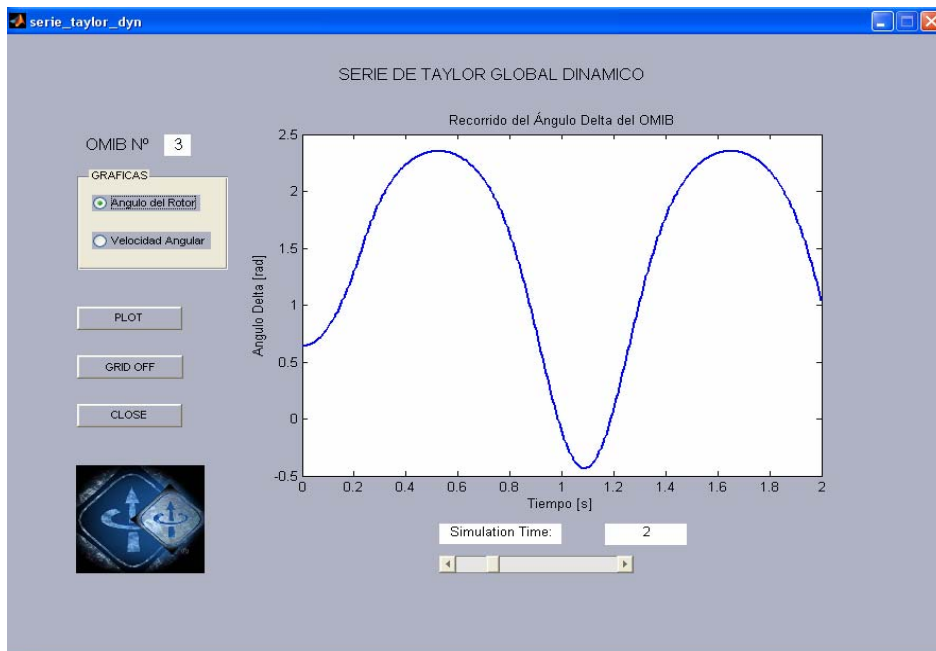 serie_taylor_dyn
SERIE DE TAYLOR GLOBAL DINAMICO
OMIB Nº 3
GRAFICAS
Angulo del Rotor
Velocidad Angular
PLOT
GRID OFF
CLOSE
Recorrido del Ángulo Delta del OMIB
Angulo Delta [rad]
2.5
2
1.5
1
0.5
0
-0.5
0 0.2 0.4 0.6 0.8 1 1.2 1.4 1.6 1.8 2
Tiempo [s]
Simulation Time: 2